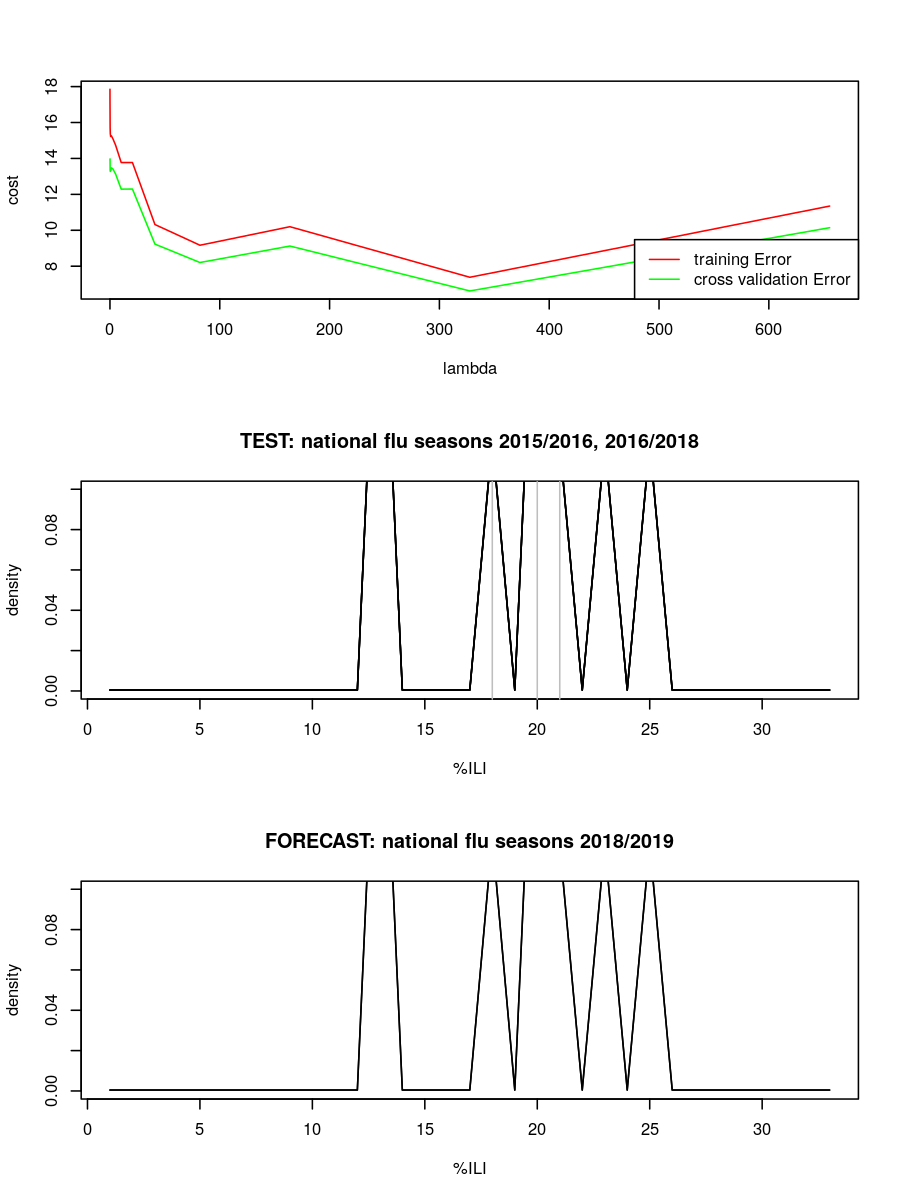 18
16
14
12
10
8
cost
0 100 200 300 400 500 600
lambda
training Error
cross validation Error
TEST: national flu seasons 2015/2016, 2016/2018
0.08
0.04
0.00
density
0 5 10 15 20 25 30
%ILI
FORECAST: national flu seasons 2018/2019
0.08
0.04
0.00
density
0 5 10 15 20 25 30
%ILI